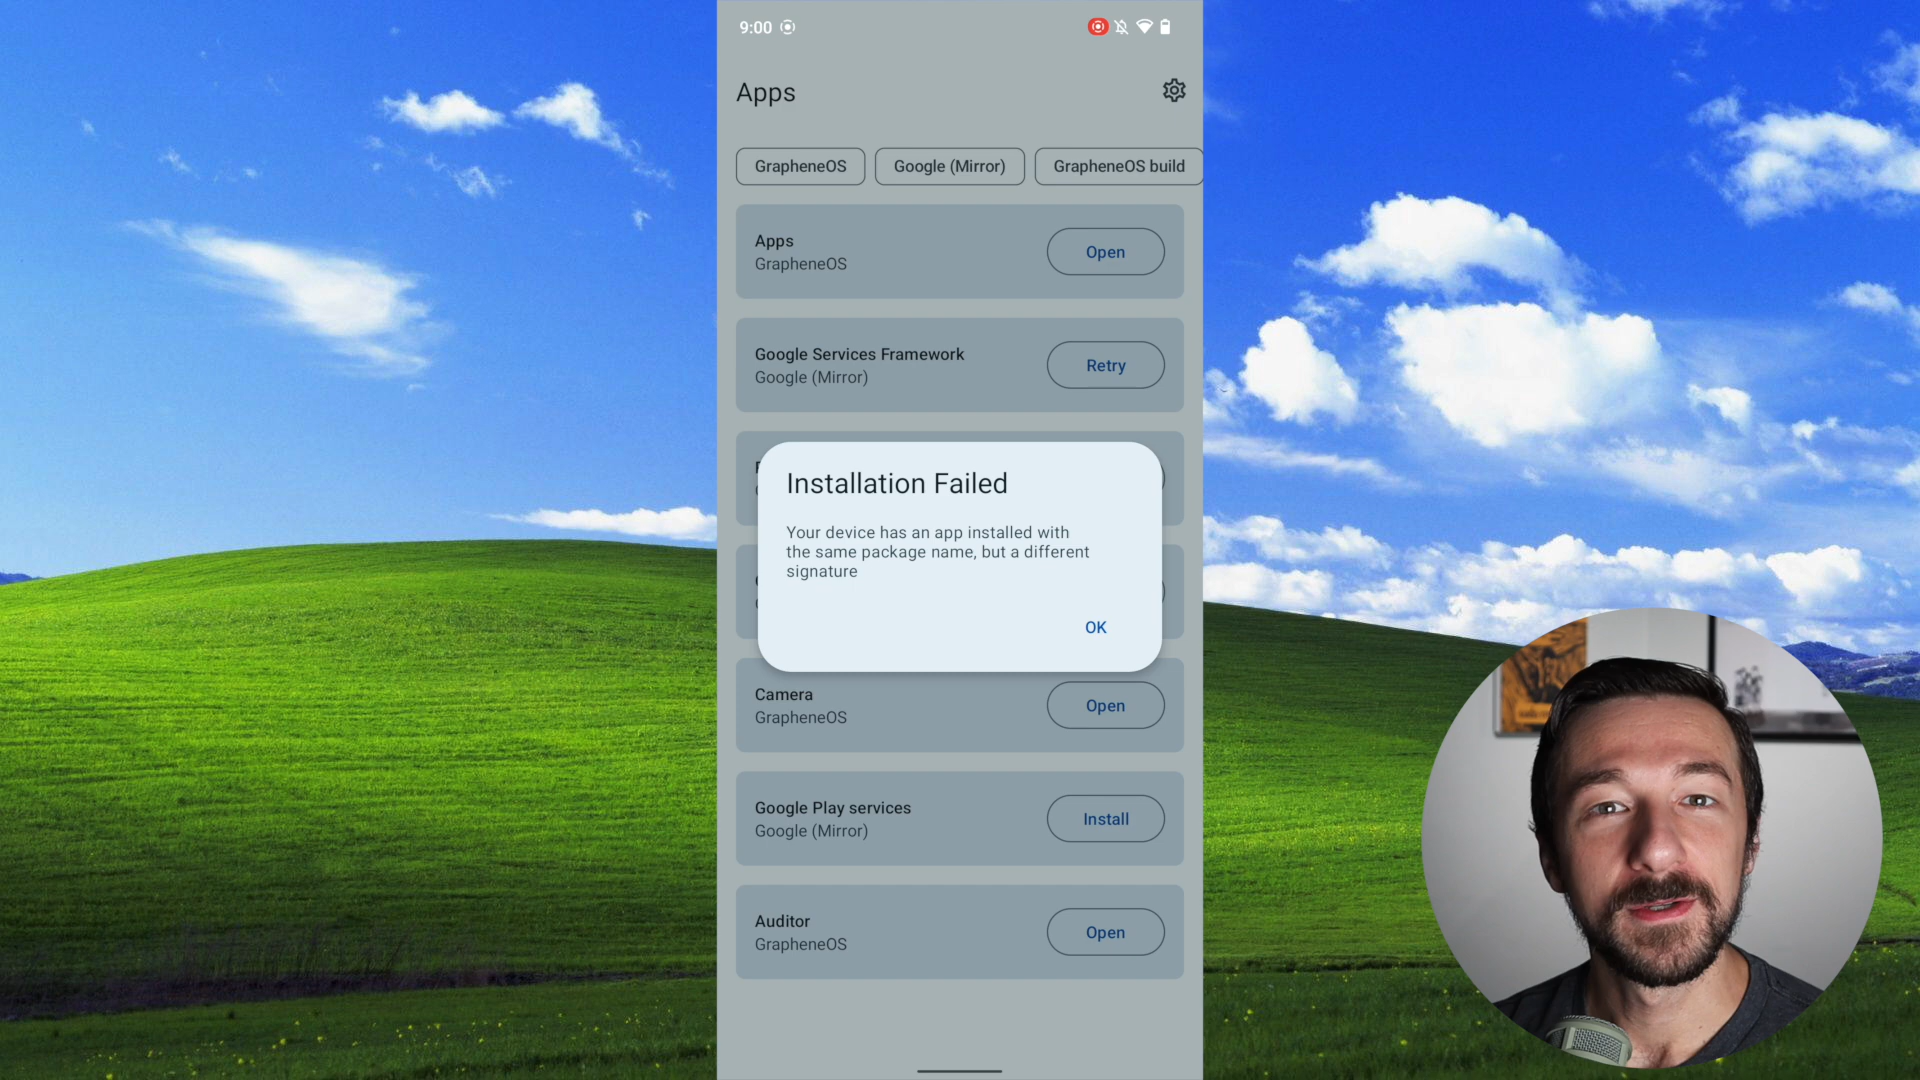 9:00
Apps
GrapheneOS
Google (Mirror)
GrapheneOS build
Apps
GrapheneOS
Open
Google Services Framework
Google (Mirror)
Retry
Installation Failed
Your device has an app installed with
the same package name, but a different
signature
OK
Camera
GrapheneOS
Open
Google Play services
Google (Mirror)
Install
Auditor
GrapheneOS
Open